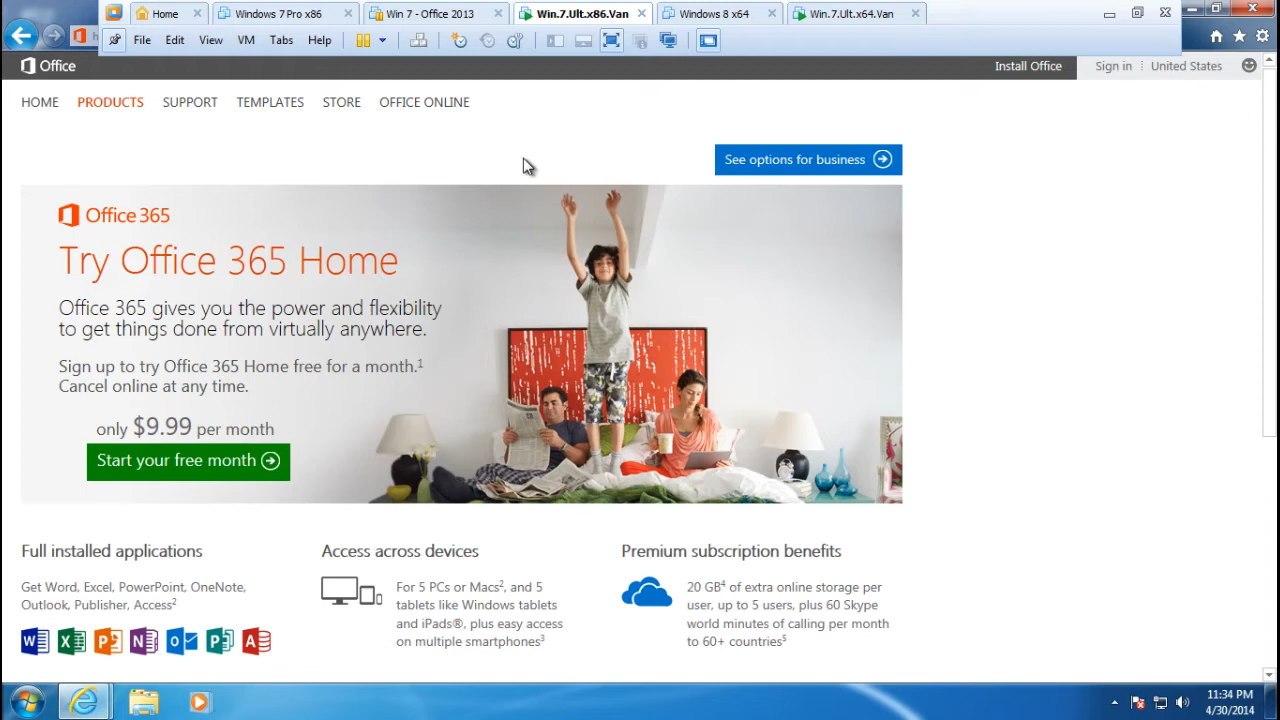 Home
Windows 7 Pro x86
Win 7 - Office 2013
Win.7.Ult.x86.Van
Windows 8 x64
Win.7.Ult.x64.Van
File Edit View VM Tabs Help
Office
Install Office
Sign in
United States
HOME PRODUCTS SUPPORT TEMPLATES STORE OFFICE ONLINE
See options for business
Office 365
Try Office 365 Home
Office 365 gives you the power and flexibility
to get things done from virtually anywhere.
Sign up to try Office 365 Home free for a month.1
Cancel online at any time.
only $9.99 per month
Start your free month
Full installed applications
Get Word, Excel, PowerPoint, OneNote,
Outlook, Publisher, Access2
Access across devices
For 5 PCs or Macs2, and 5
tablets like Windows tablets
and iPads®, plus easy access
on multiple smartphones3
Premium subscription benefits
20 GB4 of extra online storage per
user, up to 5 users, plus 60 Skype
world minutes of calling per month
to 60+ countries5
11:34 PM
4/30/2014